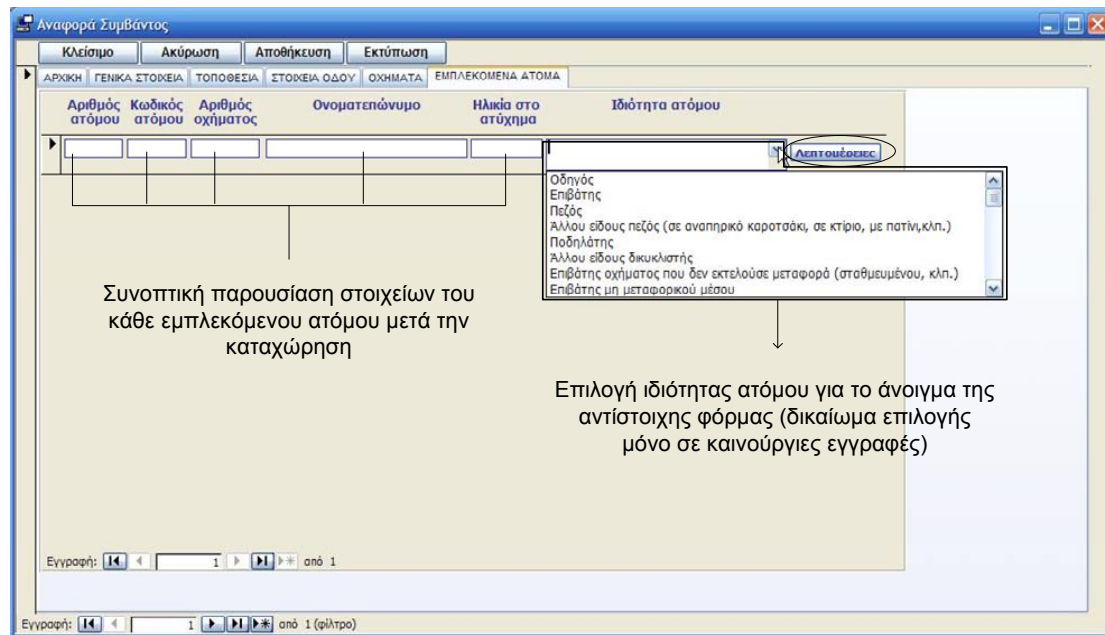 Αναφορά Συμβάντος
Κλείσιμο Ακύρωση Αποθήκευση Εκτύπωση
ΑΡΧΙΚΗ ΓΕΝΙΚΑ ΣΤΟΙΧΕΙΑ ΤΟΠΟΘΕΣΙΑ ΣΤΟΙΧΕΙΑ ΟΔΟΥ ΟΧΗΜΑΤΑ ΕΜΠΛΕΚΟΜΕΝΑ ΑΤΟΜΑ
Αριθμός Κωδικός Αριθμός Ονοματεπώνυμο Ηλικία στο Ιδιότητα ατόμου
ατόμου ατόμου οχήματος ατύχημα
Λεπτομέρειες
Οδηγός
Επιβάτης
Πεζός
Άλλου είδους πεζός (σε αναπηρικό καροτσάκι, σε κτίριο, με πατίνι,κλπ.)
Ποδηλάτης
Άλλου είδους δικυκλιστής
Επιβάτης οχήματος που δεν εκτελούσε μεταφορά (σταθμευμένου, κλπ.)
Επιβάτης μη μεταφορικού μέσου
Συνοπτική παρουσίαση στοιχείων του
κάθε εμπλεκόμενου ατόμου μετά την
καταχώρηση
Επιλογή ιδιότητας ατόμου για το άνοιγμα της
αντίστοιχης φόρμας (δικαίωμα επιλογής
μόνο σε καινούργιες εγγραφές)
Εγγραφή: 1 από 1
Εγγραφή: 1 από 1 (φίλτρο)